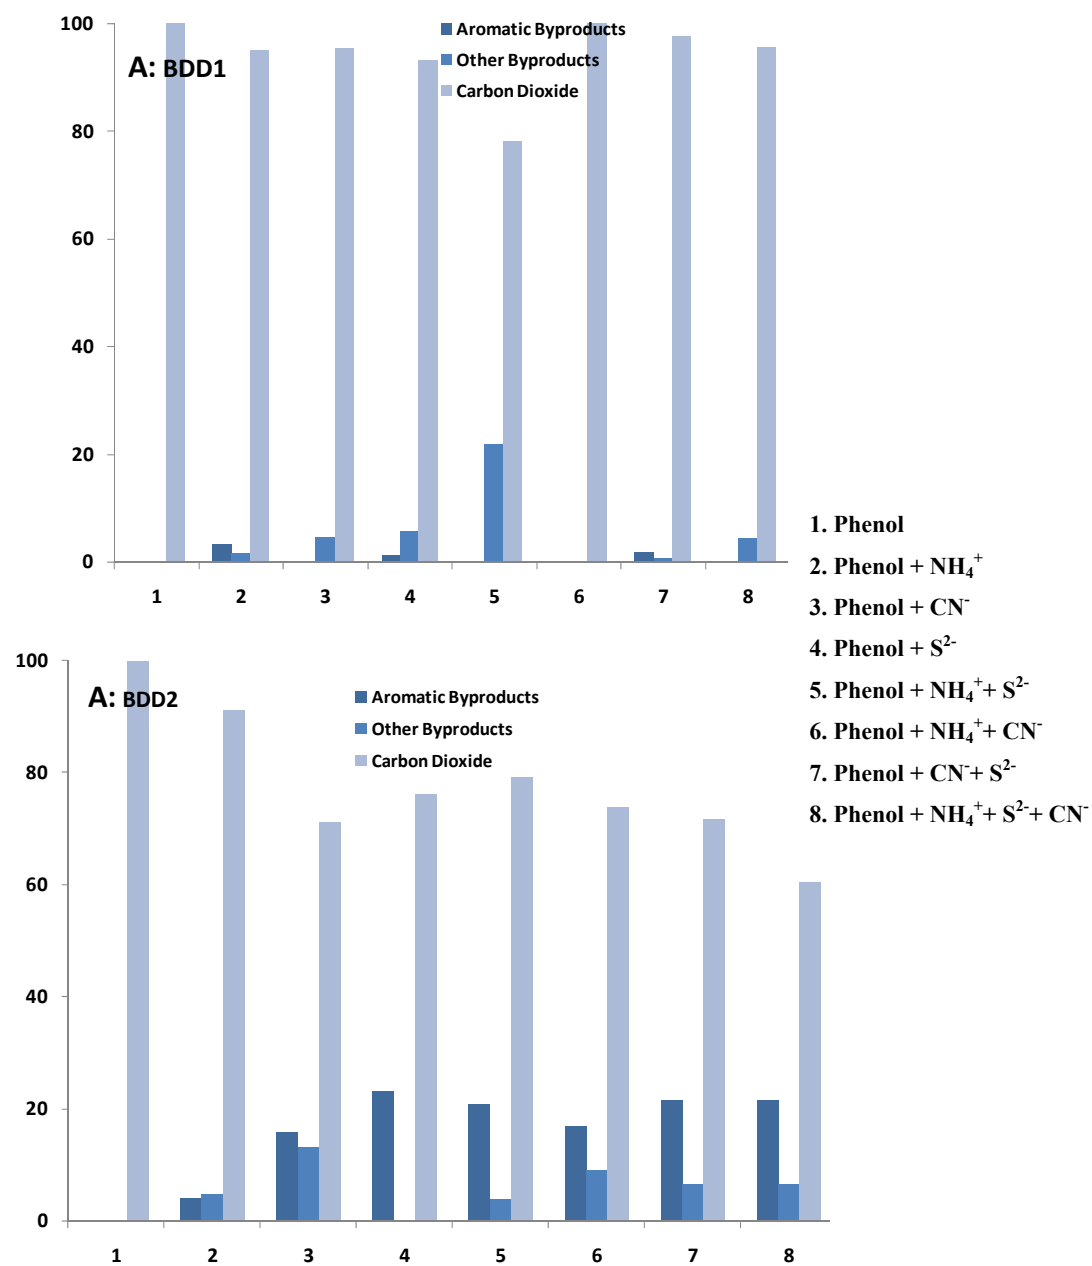 100
80
60
40
20
0
A: BDD1
Aromatic Byproducts
Other Byproducts
Carbon Dioxide
1 2 3 4 5 6 7 8
1. Phenol
2. Phenol + NH₄⁺
3. Phenol + CN⁻
4. Phenol + S²⁻
5. Phenol + NH₄⁺+ S²⁻
6. Phenol + NH₄⁺+ CN⁻
7. Phenol + CN⁻+ S²⁻
8. Phenol + NH₄⁺+ S²⁻+ CN⁻
100
80
60
40
20
0
A: BDD2
Aromatic Byproducts
Other Byproducts
Carbon Dioxide
1 2 3 4 5 6 7 8